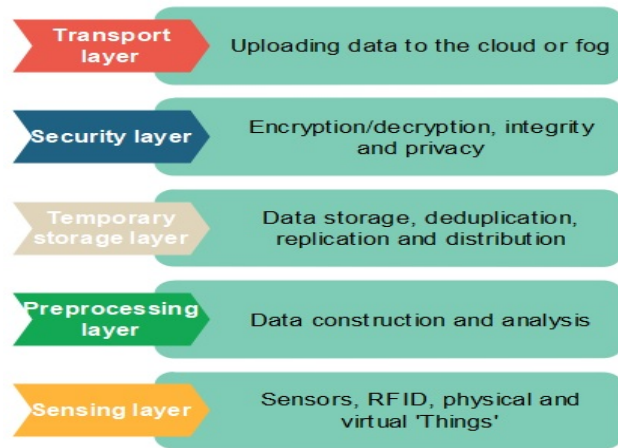 Transport
layer
Uploading data to the cloud or fog
Security layer
Encryption/decryption, integrity
and privacy
Temporary
storage layer
Data storage, deduplication,
replication and distribution
Preprocessing
layer
Data construction and analysis
Sensing layer
Sensors, RFID, physical and
virtual 'Things'